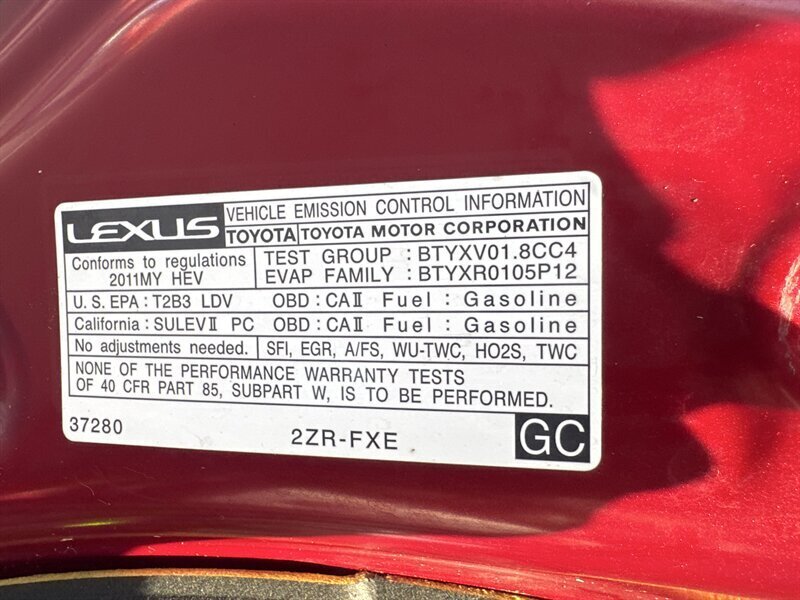 LEXUS VEHICLE EMISSION CONTROL INFORMATION
TOYOTA TOYOTA MOTOR CORPORATION
Conforms to regulations
2011MY HEV
TEST GROUP : BTYXV01.8CC4
EVAP FAMILY : BTYXR0105P12
U.S. EPA : T2B3 LDV OBD : CAⅡ Fuel : Gasoline
California : SULEVⅡ PC OBD : CAⅡ Fuel : Gasoline
No adjustments needed. SFI, EGR, A/FS, WU-TWC, HO2S, TWC
NONE OF THE PERFORMANCE WARRANTY TESTS
OF 40 CFR PART 85, SUBPART W, IS TO BE PERFORMED.
37280 2ZR-FXE GC